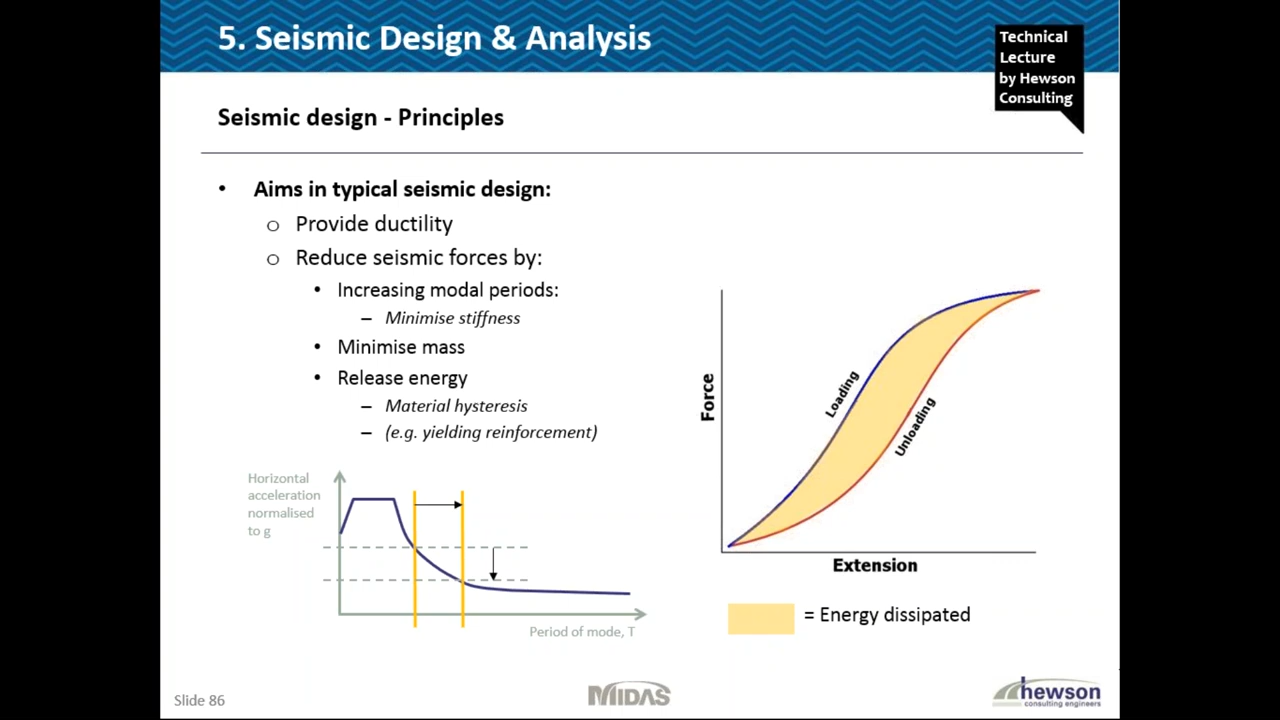 5. Seismic Design & Analysis
Technical
Lecture
by Hewson
Consulting
Seismic design - Principles
• Aims in typical seismic design:
o Provide ductility
o Reduce seismic forces by:
• Increasing modal periods:
– Minimise stiffness
• Minimise mass
• Release energy
– Material hysteresis
– (e.g. yielding reinforcement)
Horizontal
acceleration
normalised
to g
Period of mode, T
Force
Loading
Unloading
Extension
= Energy dissipated
Slide 86
MIDAS
hewson
consulting engineers